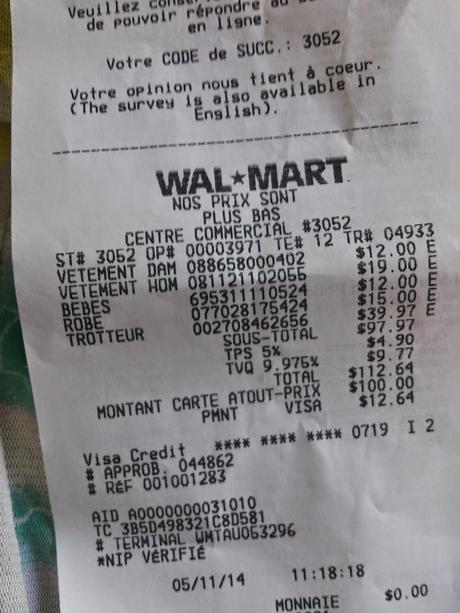 Veuillez
de pouvoir répondre au
en ligne.
Votre CODE de SUCC.: 3052
Votre opinion nous tient à coeur.
(The survey is also available in
English).
WAL★MART
NOS PRIX SONT
PLUS BAS
CENTRE COMMERCIAL #3052
ST# 3052 OP# 00003971 TE# 12 TR# 04933
VETEMENT DAM 088658000402 $12.00 E
VETEMENT HOM 081121102055 $19.00 E
BEBES 695311110524 $12.00 E
ROBE 077028175424 $15.00 E
TROTTEUR 002708462656 $39.97 E
SOUS-TOTAL $97.97
TPS 5% $4.90
TVQ 9.975% $9.77
TOTAL $112.64
MONTANT CARTE ATOUT-PRIX $100.00
PMNT VISA $12.64
Visa Credit **** **** **** 0719 I 2
# APPROB. 044862
# REF 001001283
AID A0000000031010
TC 3B5D498321C8D581
# TERMINAL WMTAU053296
*NIP VÉRIFIÉ
05/11/14 11:18:18
MONNAIE $0.00